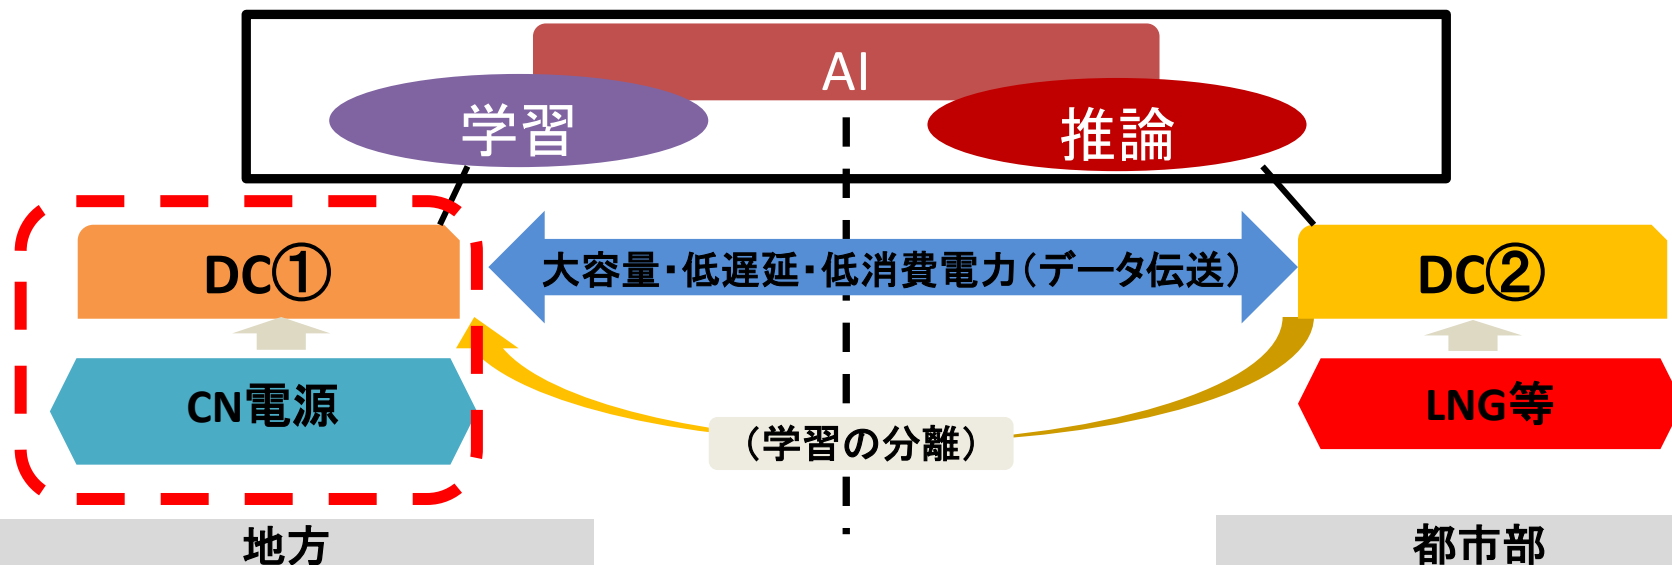 AI
学習
推論
DC①
大容量・低遅延・低消費電力（データ伝送）
DC②
CN電源
LNG等
（学習の分離）
地方
都市部